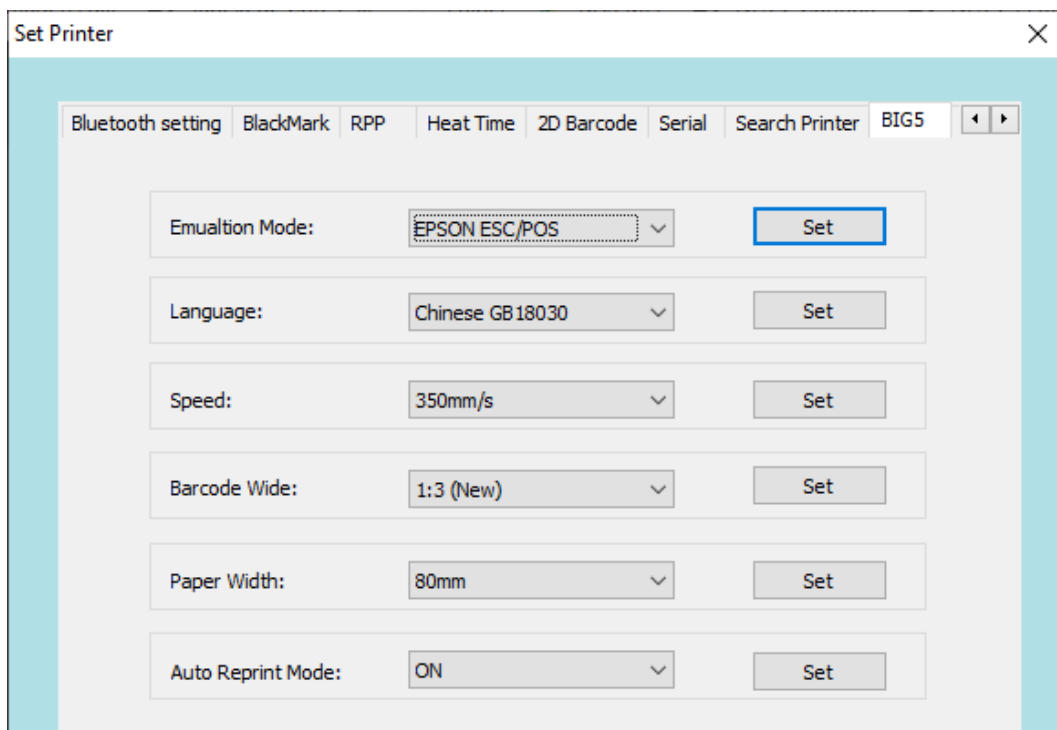 Set Printer
Bluetooth setting BlackMark RPP Heat Time 2D Barcode Serial Search Printer BIG5
Emualtion Mode: EPSON ESC/POS Set
Language: Chinese GB18030 Set
Speed: 350mm/s Set
Barcode Wide: 1:3 (New) Set
Paper Width: 80mm Set
Auto Reprint Mode: ON Set